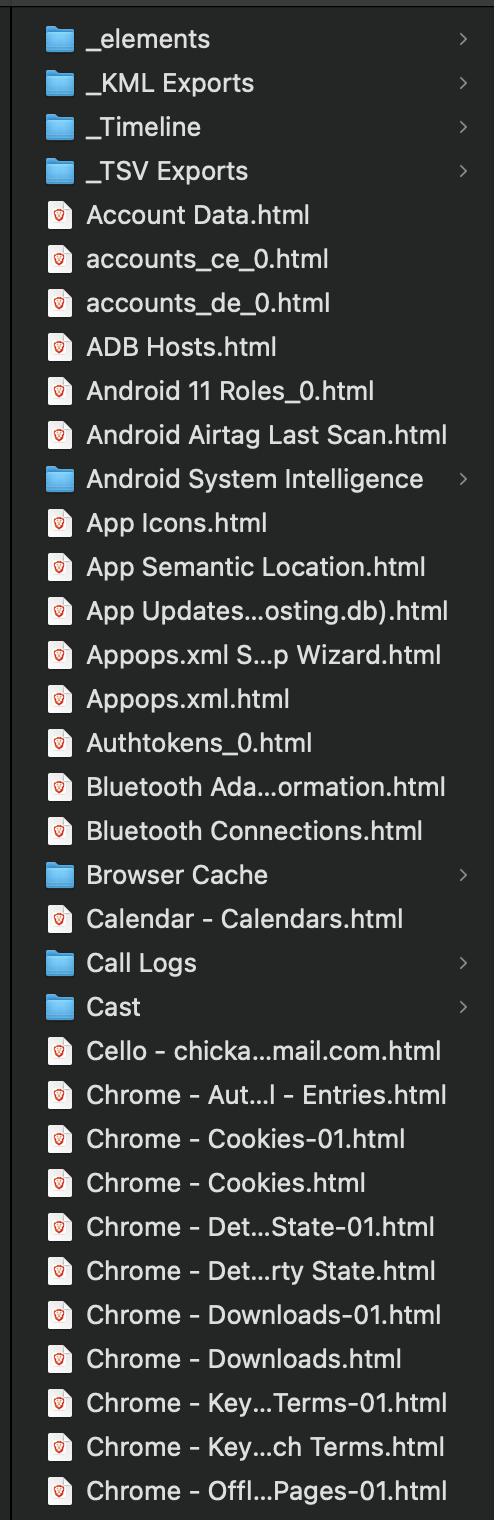 _elements
_KML Exports
_Timeline
_TSV Exports
Account Data.html
accounts_ce_0.html
accounts_de_0.html
ADB Hosts.html
Android 11 Roles_0.html
Android Airtag Last Scan.html
Android System Intelligence
App Icons.html
App Semantic Location.html
App Updates...osting.db).html
Appops.xml S...p Wizard.html
Appops.xml.html
Authtokens_0.html
Bluetooth Ada...ormation.html
Bluetooth Connections.html
Browser Cache
Calendar - Calendars.html
Call Logs
Cast
Cello - chicka...mail.com.html
Chrome - Aut...l - Entries.html
Chrome - Cookies-01.html
Chrome - Cookies.html
Chrome - Det...State-01.html
Chrome - Det...rty State.html
Chrome - Downloads-01.html
Chrome - Downloads.html
Chrome - Key...Terms-01.html
Chrome - Key...ch Terms.html
Chrome - Offl...Pages-01.html